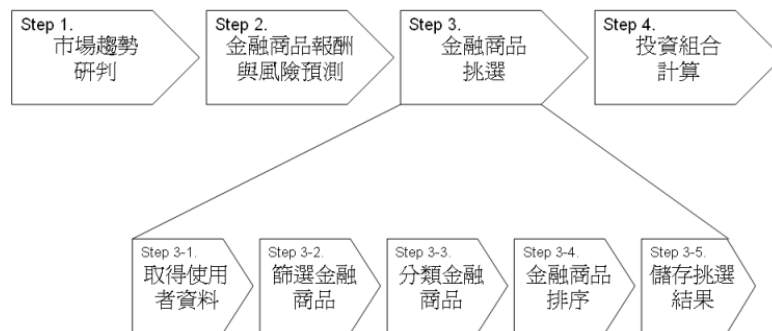 Step 1.
市場趨勢
研判
Step 2.
金融商品報酬
與風險預測
Step 3.
金融商品
挑選
Step 4.
投資組合
計算
Step 3-1.
取得使用
者資料
Step 3-2.
篩選金融
商品
Step 3-3.
分類金融
商品
Step 3-4.
金融商品
排序
Step 3-5.
儲存挑選
結果